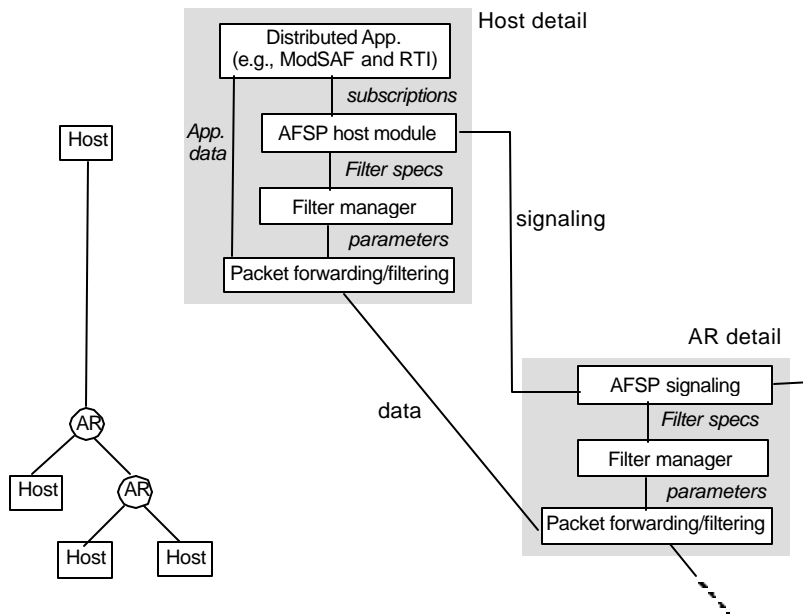 Host detail
Distributed App.
(e.g., ModSAF and RTI)
subscriptions
App.
data
AFSP host module
Filter specs
Filter manager
parameters
Packet forwarding/filtering
signaling
data
AR detail
AFSP signaling
Filter specs
Filter manager
parameters
Packet forwarding/filtering
Host
AR
Host
AR
Host
Host